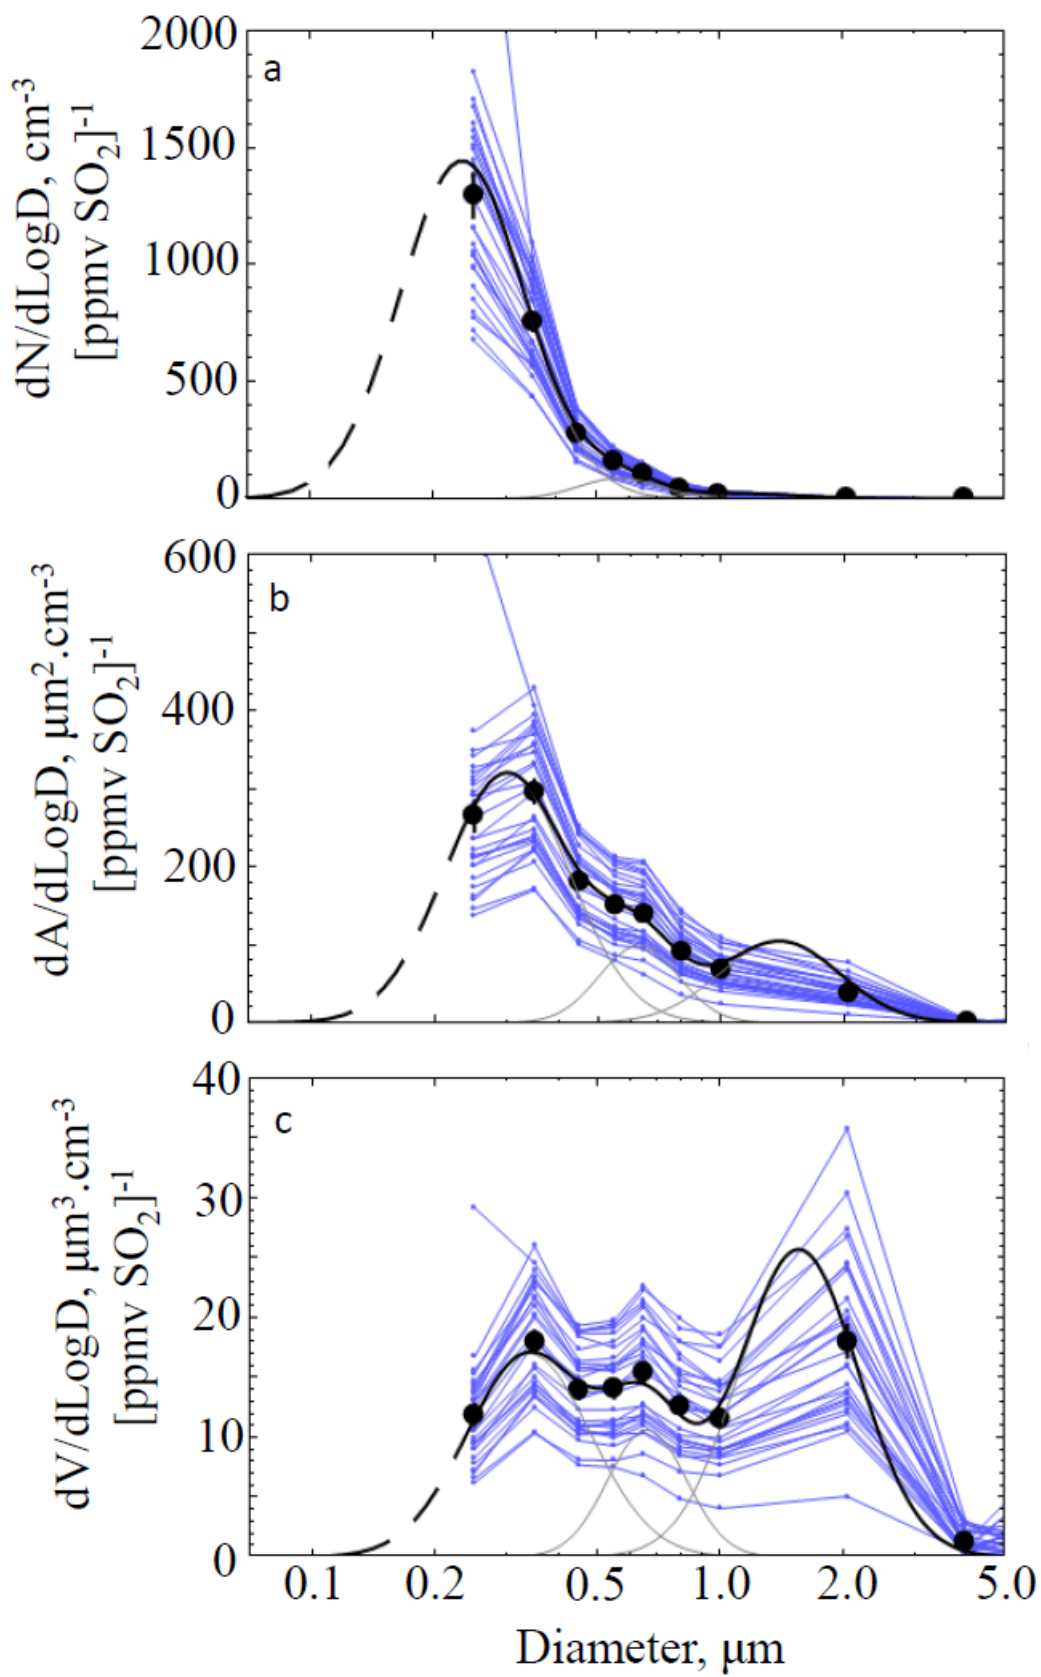 2000
a
1500
1000
500
0
dN/dLogD, cm⁻³
[ppmv SO₂]⁻¹
600
b
400
200
0
dA/dLogD, µm².cm⁻³
[ppmv SO₂]⁻¹
40
c
30
20
10
0
dV/dLogD, µm³.cm⁻³
[ppmv SO₂]⁻¹
0.1 0.2 0.5 1.0 2.0 5.0
Diameter, µm